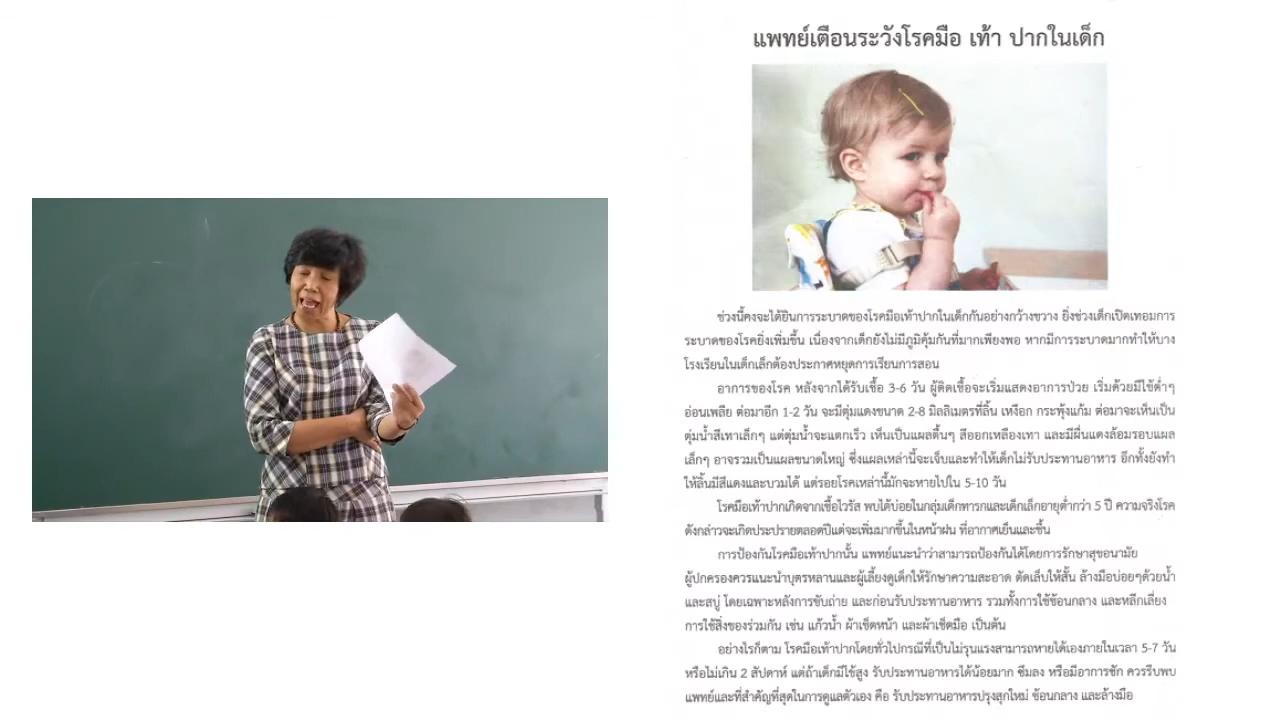 แพทย์เตือนระวังโรคมือ เท้า ปากในเด็ก
ช่วงนี้คงจะได้ยินการระบาดของโรคมือเท้าปากในเด็กกันอย่างกว้างขวาง ยิ่งช่วงเด็กเปิดเทอมการ
ระบาดของโรคยิ่งเพิ่มขึ้น เนื่องจากเด็กยังไม่มีภูมิคุ้มกันที่มากเพียงพอ หากมีการระบาดมากทำให้บาง
โรงเรียนในเด็กเล็กต้องประกาศหยุดการเรียนการสอน
อาการของโรค หลังจากได้รับเชื้อ 3-6 วัน ผู้ติดเชื้อจะเริ่มแสดงอาการป่วย เริ่มด้วยมีไข้ต่ำๆ
อ่อนเพลีย ต่อมาอีก 1-2 วัน จะมีตุ่มแดงขนาด 2-8 มิลลิเมตรที่ลิ้น เหงือก กระพุ้งแก้ม ต่อมาจะเห็นเป็น
ตุ่มน้ำสีเทาเล็กๆ แต่ตุ่มน้ำจะแตกเร็ว เห็นเป็นแผลตื้นๆ สีออกเหลืองเทา และมีผื่นแดงล้อมรอบแผล
เล็กๆ อาจรวมเป็นแผลขนาดใหญ่ ซึ่งแผลเหล่านี้จะเจ็บและทำให้เด็กไม่รับประทานอาหาร อีกทั้งยังทำ
ให้ลิ้นมีสีแดงและบวมได้ แต่รอยโรคเหล่านี้มักจะหายไปใน 5-10 วัน
โรคมือเท้าปากเกิดจากเชื้อไวรัส พบได้บ่อยในกลุ่มเด็กทารกและเด็กเล็กอายุต่ำกว่า 5 ปี ความจริงโรค
ดังกล่าวจะเกิดประปรายตลอดปีแต่จะเพิ่มมากขึ้นในหน้าฝน ที่อากาศเย็นและชื้น
การป้องกันโรคมือเท้าปากนั้น แพทย์แนะนำว่าสามารถป้องกันได้โดยการรักษาสุขอนามัย
ผู้ปกครองควรแนะนำบุตรหลานและผู้เลี้ยงดูเด็กให้รักษาความสะอาด ตัดเล็บให้สั้น ล้างมือบ่อยๆด้วยน้ำ
และสบู่ โดยเฉพาะหลังการขับถ่าย และก่อนรับประทานอาหาร รวมทั้งการใช้ช้อนกลาง และหลีกเลี่ยง
การใช้สิ่งของร่วมกัน เช่น แก้วน้ำ ผ้าเช็ดหน้า และผ้าเช็ดมือ เป็นต้น
อย่างไรก็ตาม โรคมือเท้าปากโดยทั่วไปกรณีที่เป็นไม่รุนแรงสามารถหายได้เองภายในเวลา 5-7 วัน
หรือไม่เกิน 2 สัปดาห์ แต่ถ้าเด็กมีไข้สูง รับประทานอาหารได้น้อยมาก ซึมลง หรือมีอาการชัก ควรรีบพบ
แพทย์และที่สำคัญที่สุดในการดูแลตัวเอง คือ รับประทานอาหารปรุงสุกใหม่ ช้อนกลาง และล้างมือ